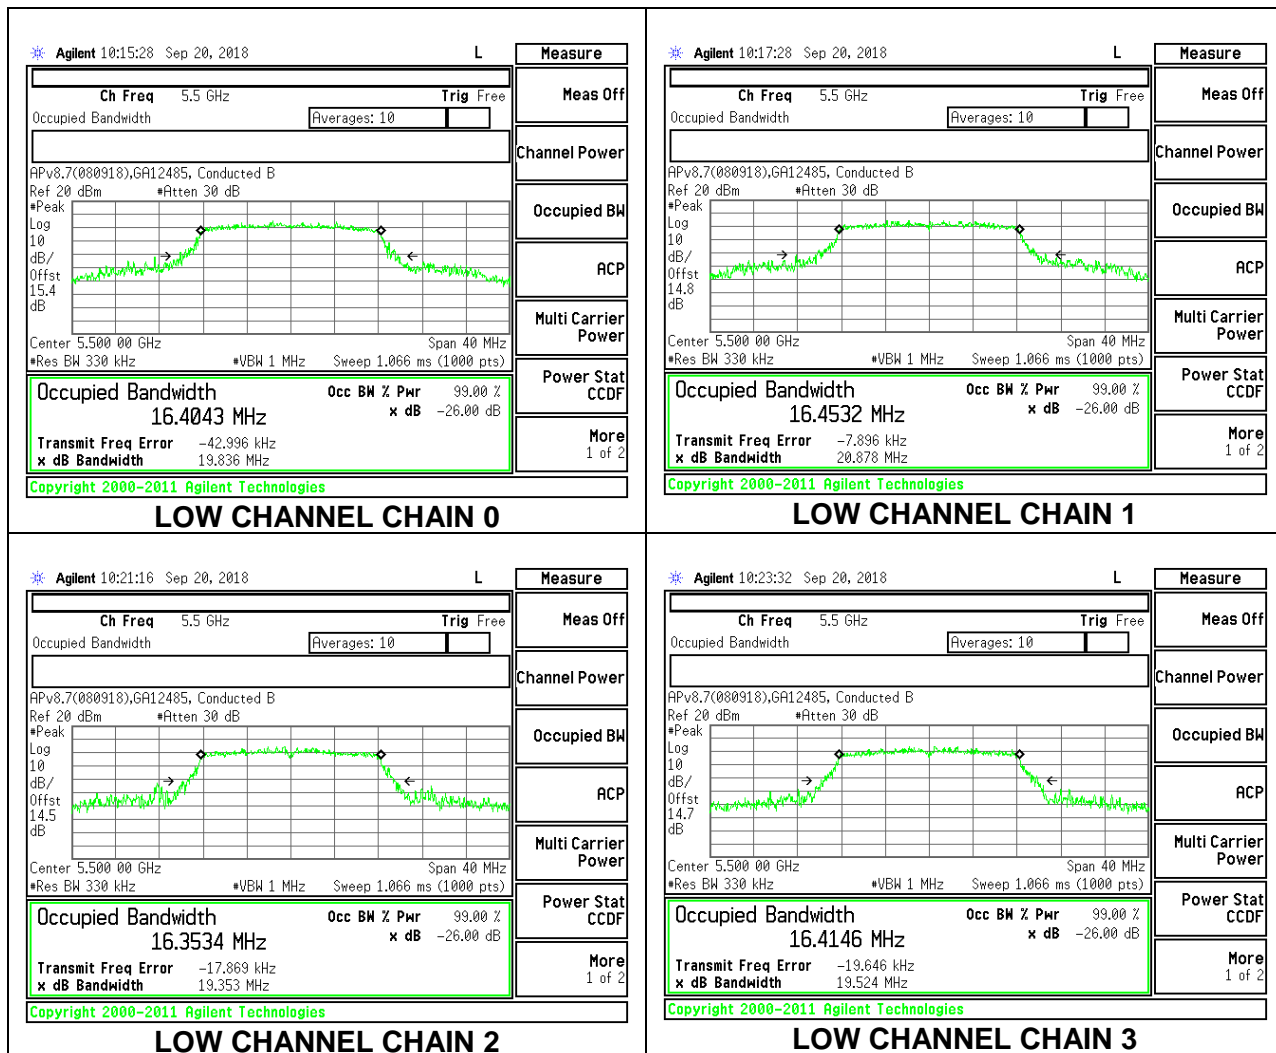 Agilent 10:15:28 Sep 20, 2018 L
Measure
Ch Freq 5.5 GHz Trig Free
Meas Off
Occupied Bandwidth Averages: 10
Channel Power
APv8.7(080918),GA12485, Conducted B
Ref 20 dBm #Atten 30 dB
#Peak
Occupied BW
Log
10
dB/
ACP
Offst
15.4
dB
Multi Carrier
Power
Center 5.500 00 GHz Span 40 MHz
#Res BW 330 kHz #VBW 1 MHz Sweep 1.066 ms (1000 pts)
Power Stat
CCDF
Occupied Bandwidth Occ BW % Pwr 99.00 %
16.4043 MHz x dB -26.00 dB
More
1 of 2
Transmit Freq Error -42.996 kHz
x dB Bandwidth 19.836 MHz
Copyright 2000-2011 Agilent Technologies
LOW CHANNEL CHAIN 0
Agilent 10:17:28 Sep 20, 2018 L
Measure
Ch Freq 5.5 GHz Trig Free
Meas Off
Occupied Bandwidth Averages: 10
Channel Power
APv8.7(080918),GA12485, Conducted B
Ref 20 dBm #Atten 30 dB
#Peak
Occupied BW
Log
10
dB/
ACP
Offst
14.8
dB
Multi Carrier
Power
Center 5.500 00 GHz Span 40 MHz
#Res BW 330 kHz #VBW 1 MHz Sweep 1.066 ms (1000 pts)
Power Stat
CCDF
Occupied Bandwidth Occ BW % Pwr 99.00 %
16.4532 MHz x dB -26.00 dB
More
1 of 2
Transmit Freq Error -7.896 kHz
x dB Bandwidth 20.878 MHz
Copyright 2000-2011 Agilent Technologies
LOW CHANNEL CHAIN 1
Agilent 10:21:16 Sep 20, 2018 L
Measure
Ch Freq 5.5 GHz Trig Free
Meas Off
Occupied Bandwidth Averages: 10
Channel Power
APv8.7(080918),GA12485, Conducted B
Ref 20 dBm #Atten 30 dB
#Peak
Occupied BW
Log
10
dB/
ACP
Offst
14.5
dB
Multi Carrier
Power
Center 5.500 00 GHz Span 40 MHz
#Res BW 330 kHz #VBW 1 MHz Sweep 1.066 ms (1000 pts)
Power Stat
CCDF
Occupied Bandwidth Occ BW % Pwr 99.00 %
16.3534 MHz x dB -26.00 dB
More
1 of 2
Transmit Freq Error -17.869 kHz
x dB Bandwidth 19.353 MHz
Copyright 2000-2011 Agilent Technologies
LOW CHANNEL CHAIN 2
Agilent 10:23:32 Sep 20, 2018 L
Measure
Ch Freq 5.5 GHz Trig Free
Meas Off
Occupied Bandwidth Averages: 10
Channel Power
APv8.7(080918),GA12485, Conducted B
Ref 20 dBm #Atten 30 dB
#Peak
Occupied BW
Log
10
dB/
ACP
Offst
14.7
dB
Multi Carrier
Power
Center 5.500 00 GHz Span 40 MHz
#Res BW 330 kHz #VBW 1 MHz Sweep 1.066 ms (1000 pts)
Power Stat
CCDF
Occupied Bandwidth Occ BW % Pwr 99.00 %
16.4146 MHz x dB -26.00 dB
More
1 of 2
Transmit Freq Error -19.646 kHz
x dB Bandwidth 19.524 MHz
Copyright 2000-2011 Agilent Technologies
LOW CHANNEL CHAIN 3